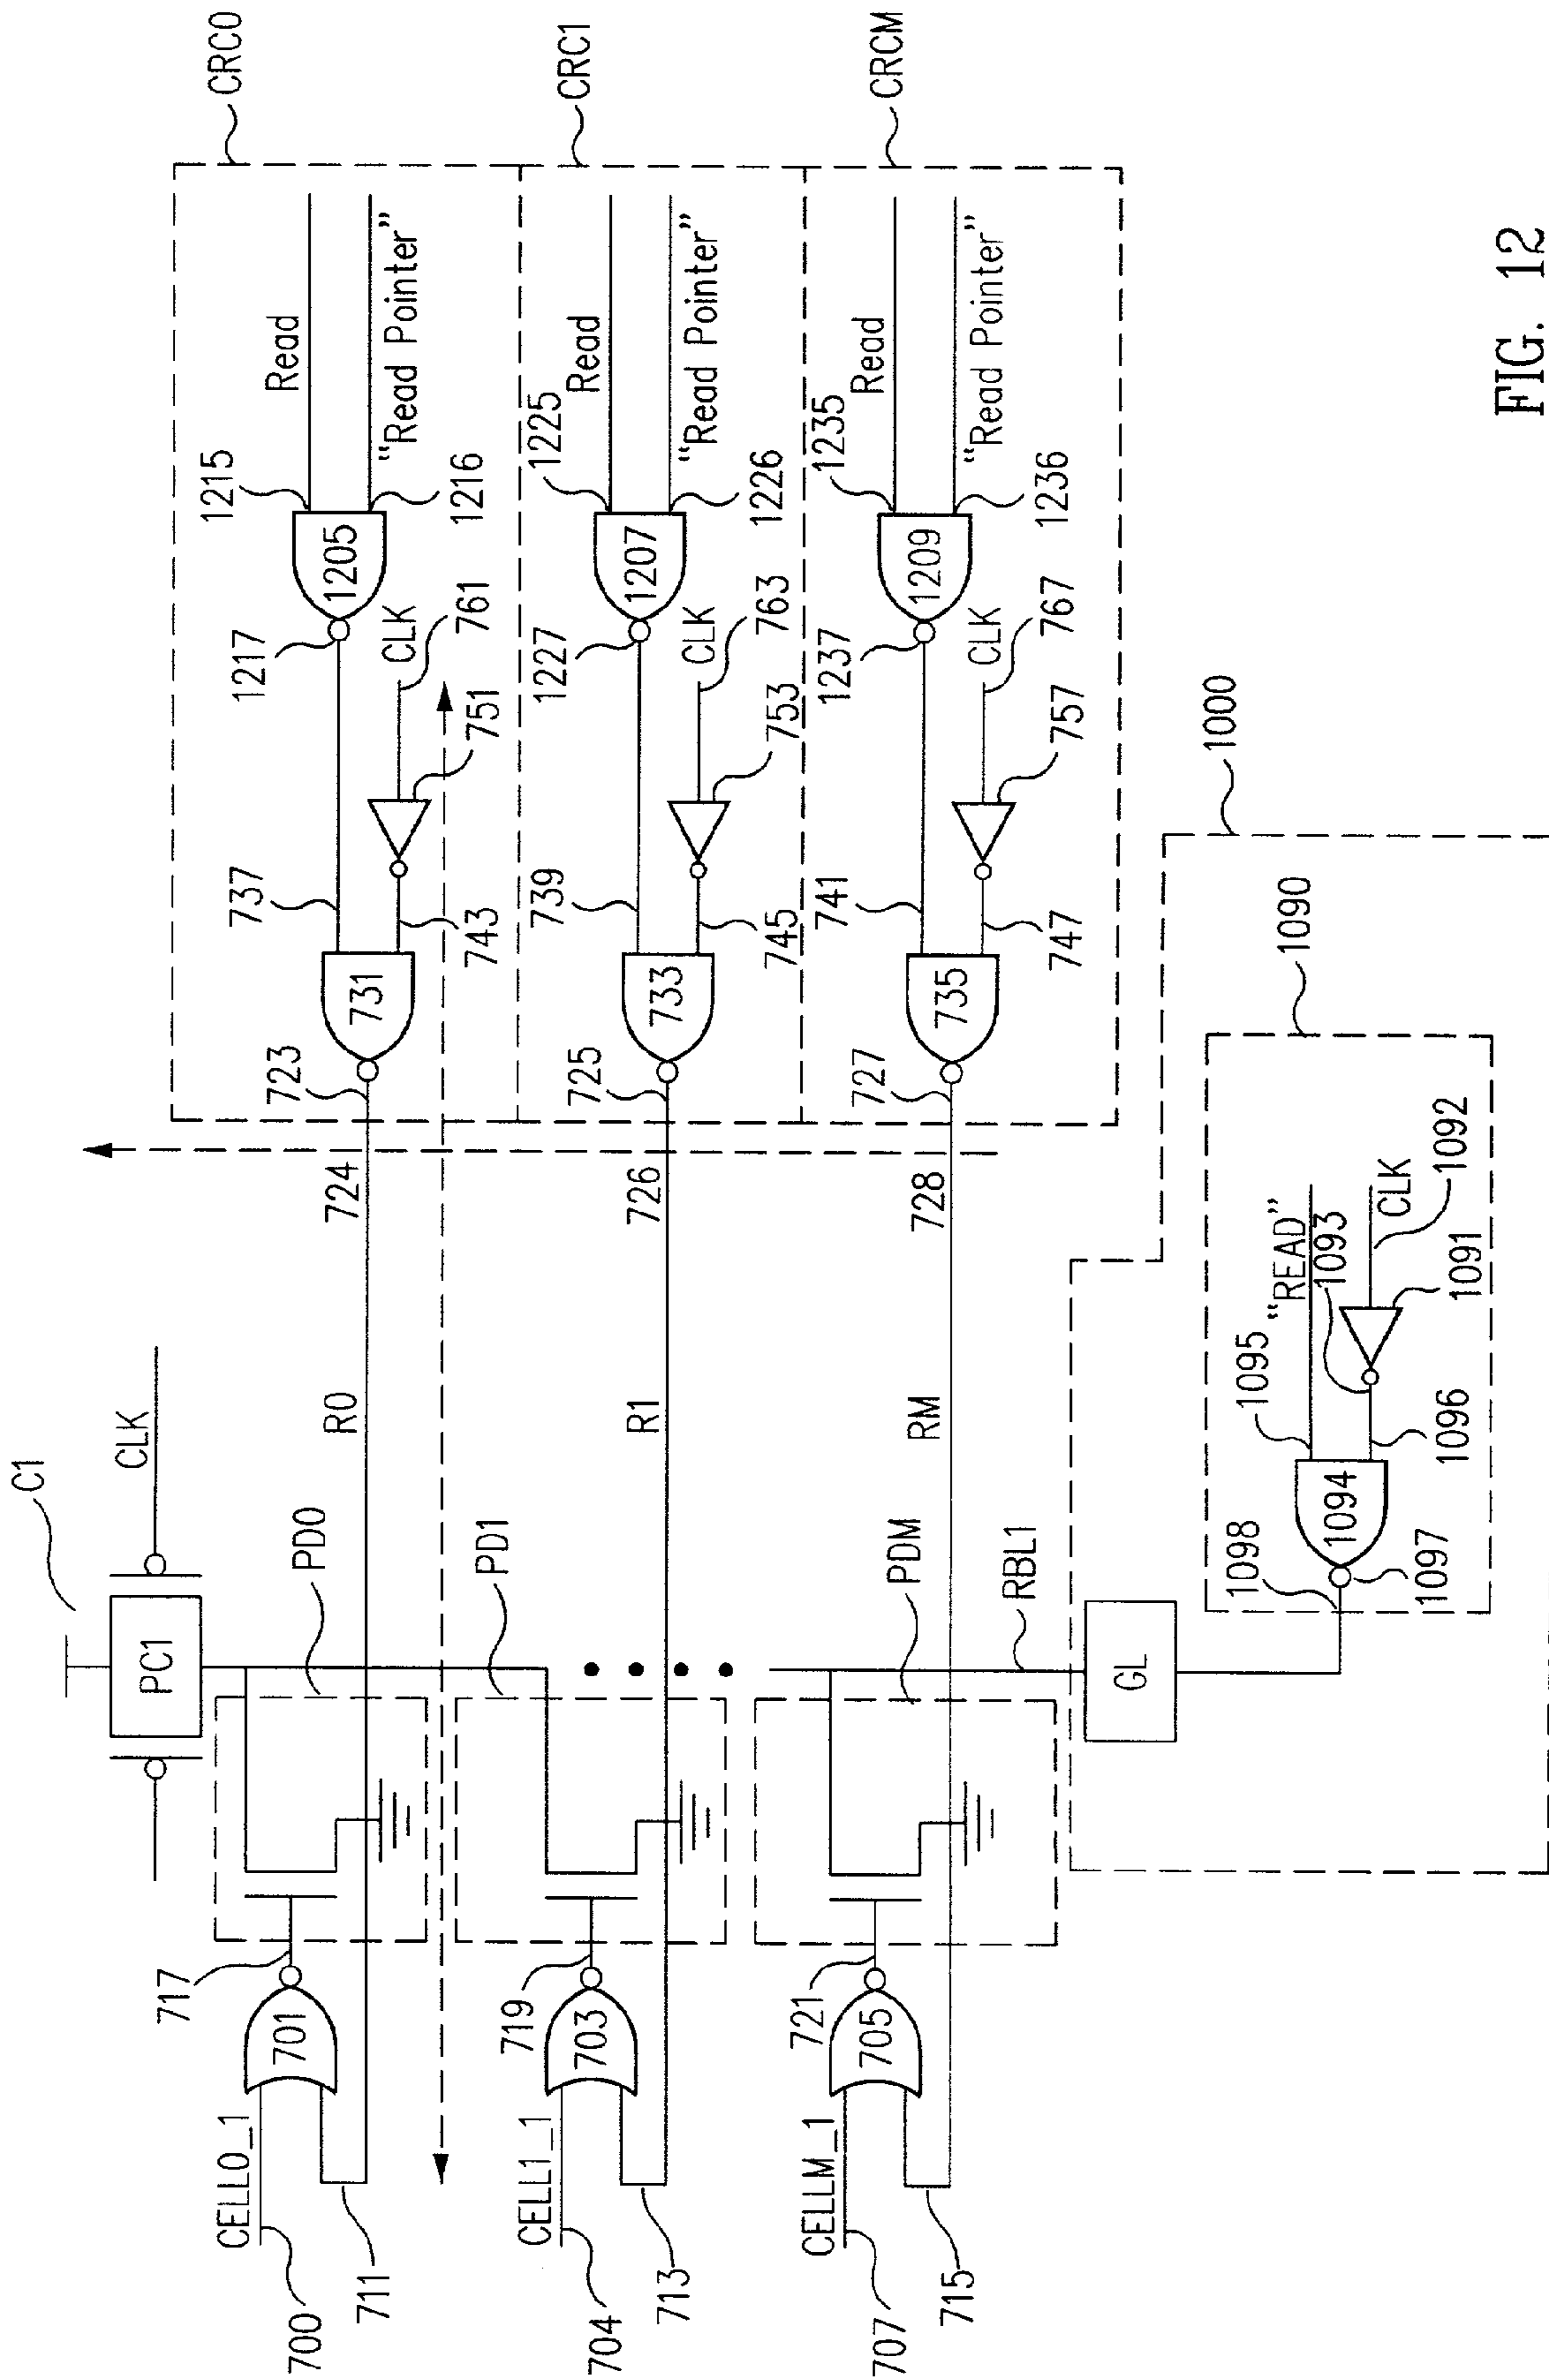 C1
PC1
CLK
CRC0
CELL0_1
700
711
701
717
PD0
R0
724
723
731
737
743
751
761
CLK
1217
1205
1215
1216
Read
"Read Pointer"
CRC1
CELL1_1
704
713
703
719
PD1
R1
726
725
733
739
745
753
763
CLK
1227
1207
1225
1226
Read
"Read Pointer"
CRCM
CELLM_1
707
715
705
721
PDM
RM
728
727
735
741
747
757
767
CLK
1237
1209
1235
1236
Read
"Read Pointer"
RBL1
GL
1000
1090
1098
1097
1094
1095
1096
"READ"
1093
1091
CLK
1092
FIG. 12